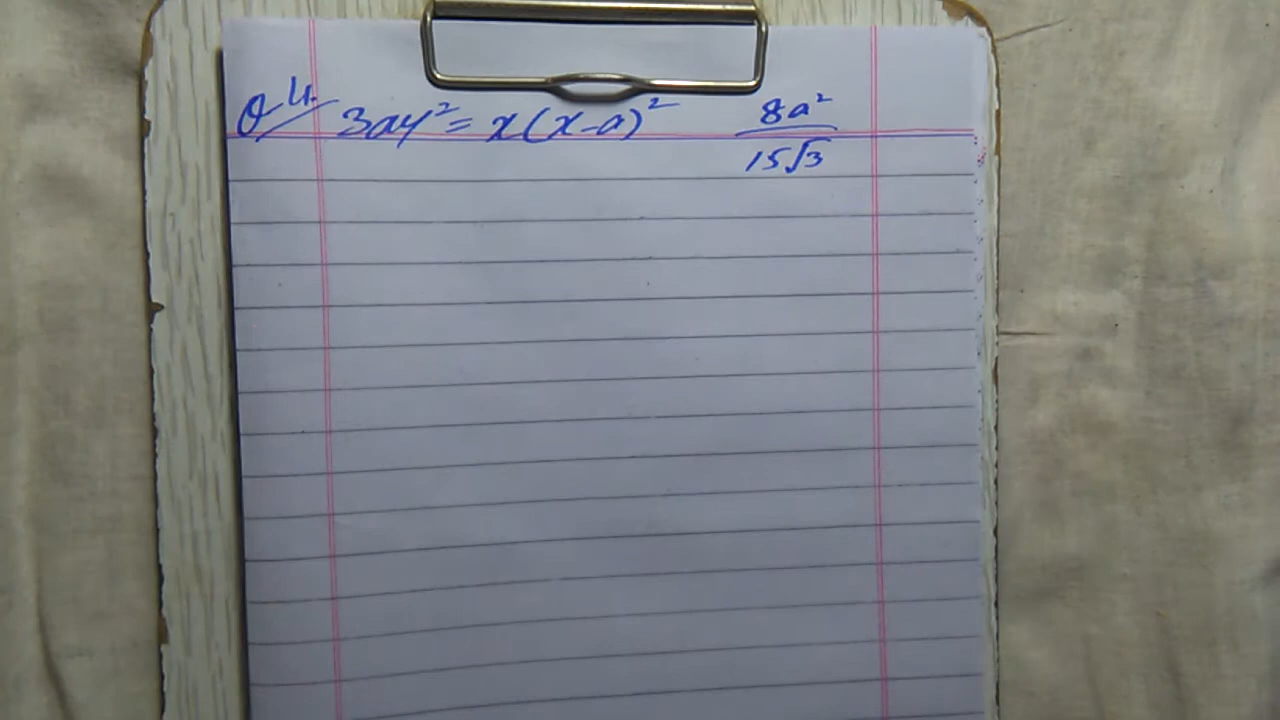 Q 4. 3ay² = x(x-a)² 8a²/15√3